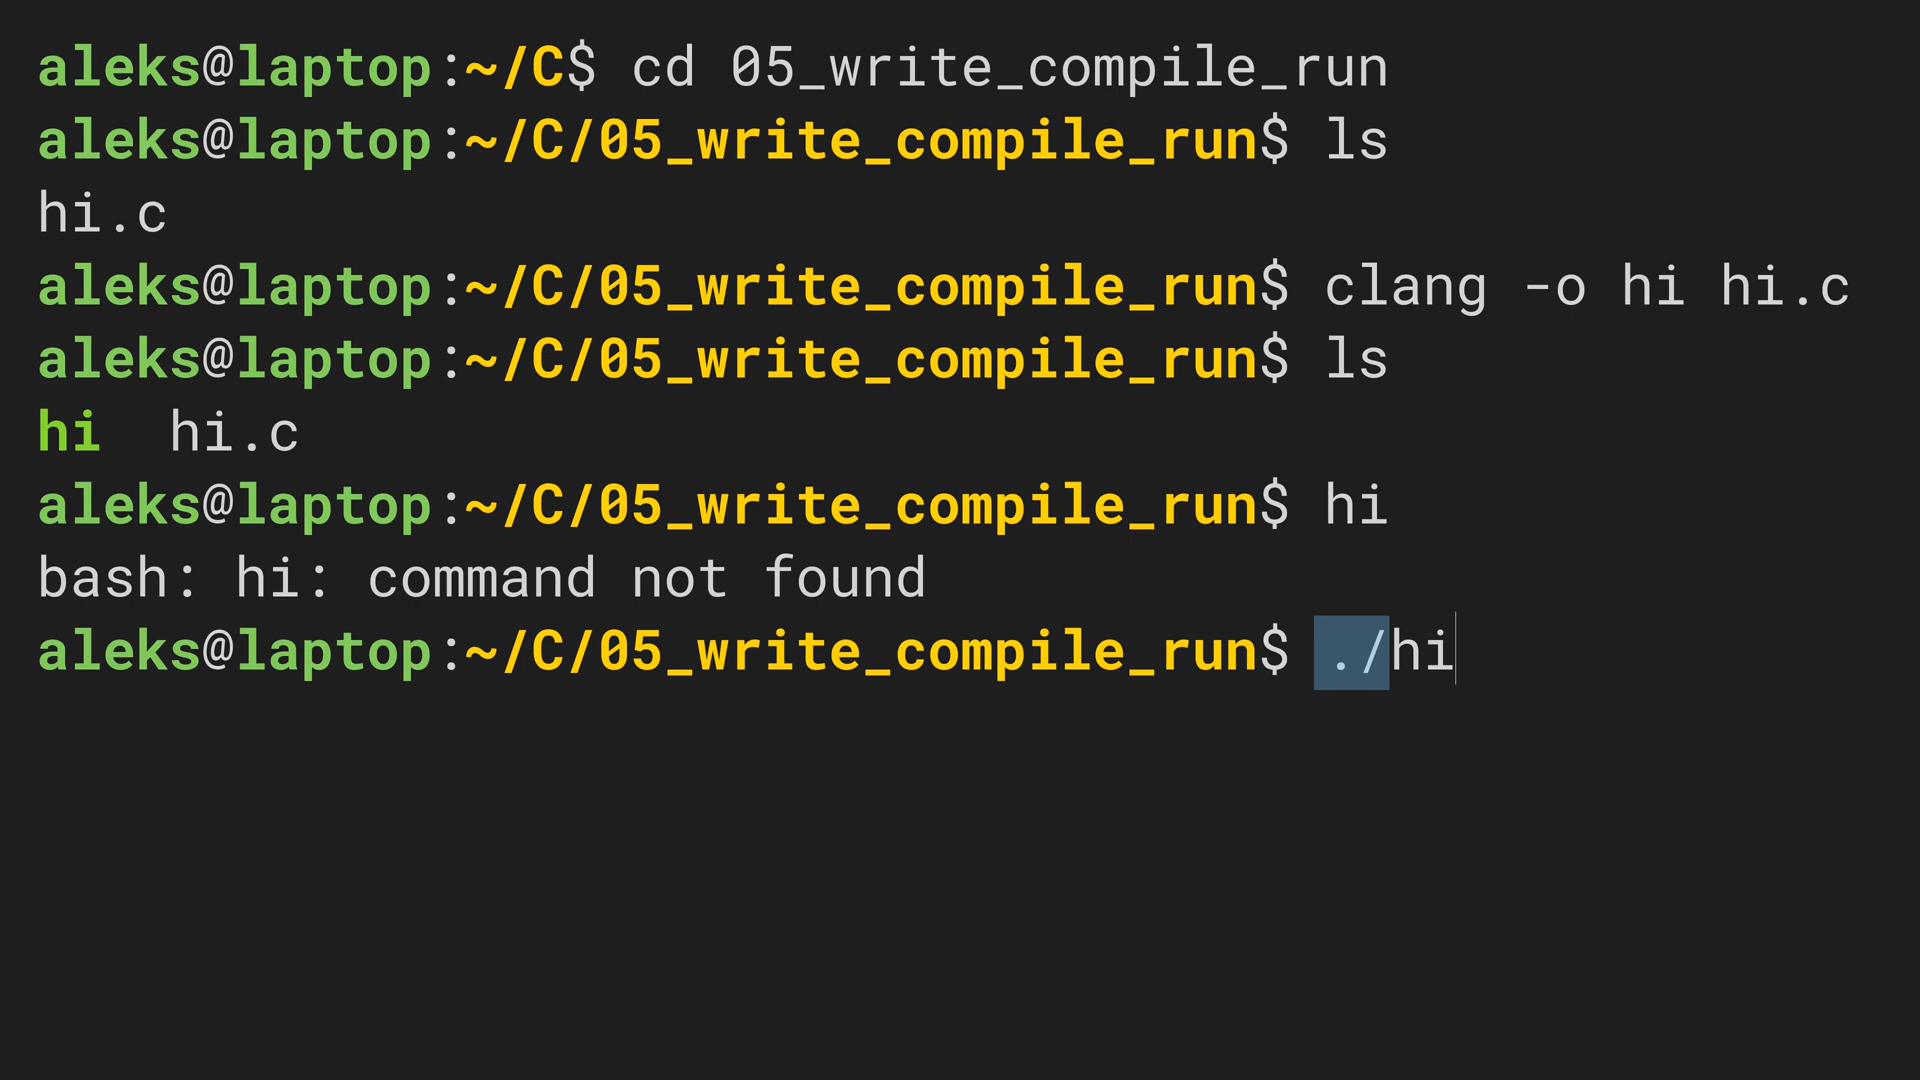 aleks@laptop:~/C$ cd 05_write_compile_run
aleks@laptop:~/C/05_write_compile_run$ ls
hi.c
aleks@laptop:~/C/05_write_compile_run$ clang -o hi hi.c
aleks@laptop:~/C/05_write_compile_run$ ls
hi  hi.c
aleks@laptop:~/C/05_write_compile_run$ hi
bash: hi: command not found
aleks@laptop:~/C/05_write_compile_run$ ./hi